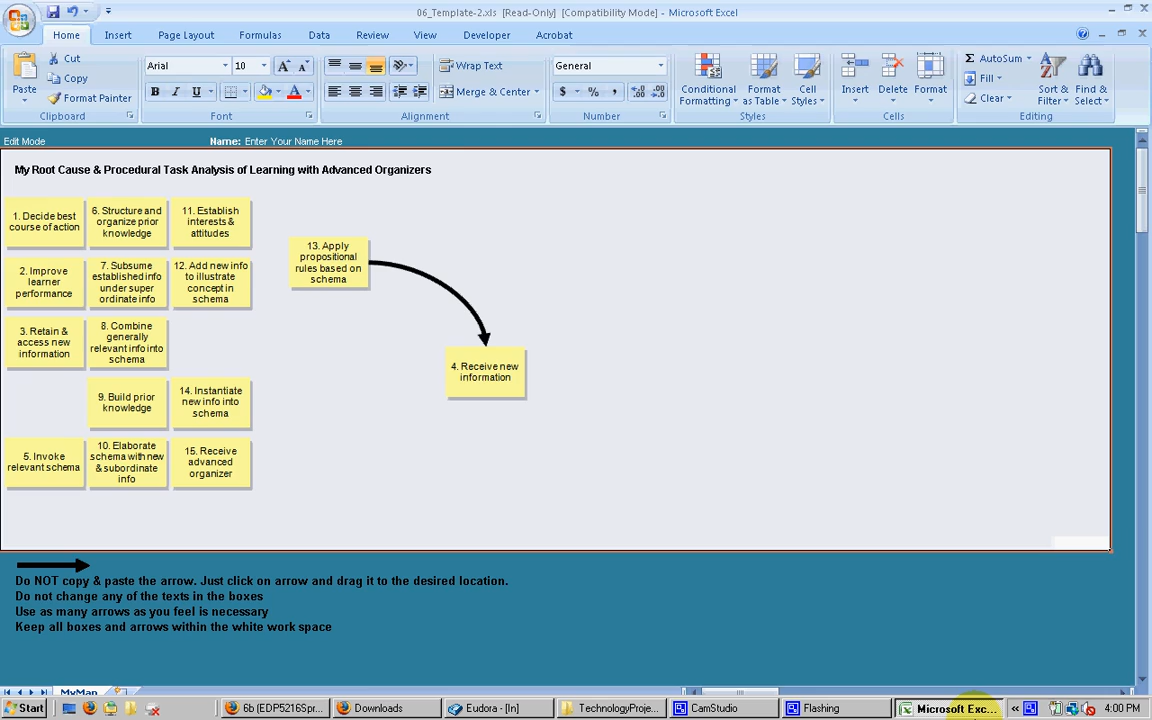 06_Template-2.xls [Read-Only] [Compatibility Mode] - Microsoft Excel
Home Insert Page Layout Formulas Data Review View Developer Acrobat
Paste
Cut
Copy
Format Painter
Clipboard
Arial 10
B I U
Font
Wrap Text
Merge & Center
Alignment
General
$ % ,
Number
Conditional Formatting
Format as Table
Cell Styles
Styles
Insert Delete Format
Cells
Σ AutoSum
Fill
Clear
Sort & Filter
Find & Select
Editing
Edit Mode Name: Enter Your Name Here
My Root Cause & Procedural Task Analysis of Learning with Advanced Organizers
1. Decide best
course of action
6. Structure and
organize prior
knowledge
11. Establish
interests &
attitudes
13. Apply
propositional
rules based on
schema
2. Improve
learner
performance
7. Subsume
established info
under super
ordinate info
12. Add new info
to illustrate
concept in
schema
3. Retain &
access new
information
8. Combine
generally
relevant info into
schema
4. Receive new
information
9. Build prior
knowledge
14. Instantiate
new info into
schema
5. Invoke
relevant schema
10. Elaborate
schema with new
& subordinate
info
15. Receive
advanced
organizer
Do NOT copy & paste the arrow. Just click on arrow and drag it to the desired location.
Do not change any of the texts in the boxes
Use as many arrows as you feel is necessary
Keep all boxes and arrows within the white work space
MyMap
Start 6b (EDP5216Spr... Downloads Eudora - [In] TechnologyProje... CamStudio Flashing Microsoft Exc... « 4:00 PM